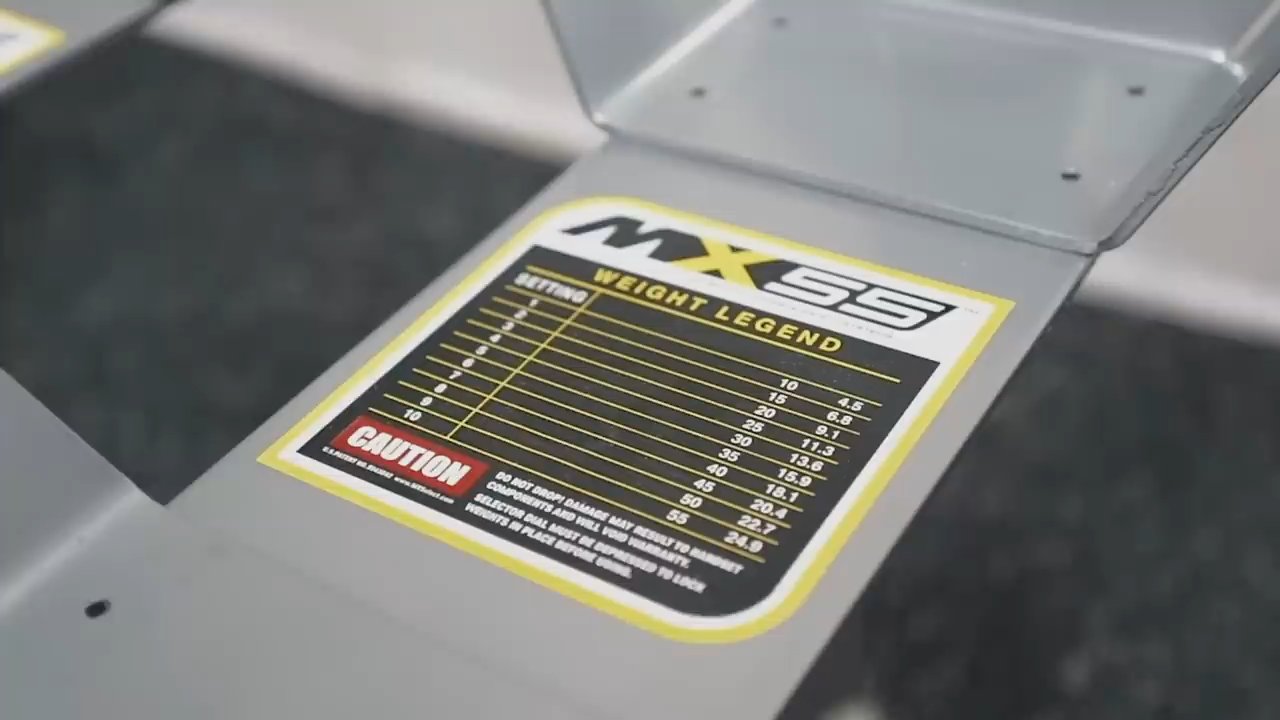 MX55
WEIGHT LEGEND
SETTING
1 10 4.5
2 15 6.8
3 20 9.1
4 25 11.3
5 30 13.6
6 35 15.9
7 40 18.1
8 45 20.4
9 50 22.7
10 55 24.9
CAUTION
DO NOT DROP! DAMAGE MAY RESULT TO HANDSET
COMPONENTS AND WILL VOID WARRANTY.
SELECTOR DIAL MUST BE DEPRESSED TO LOCK
WEIGHTS IN PLACE BEFORE USING.
U.S. PATENT NO.